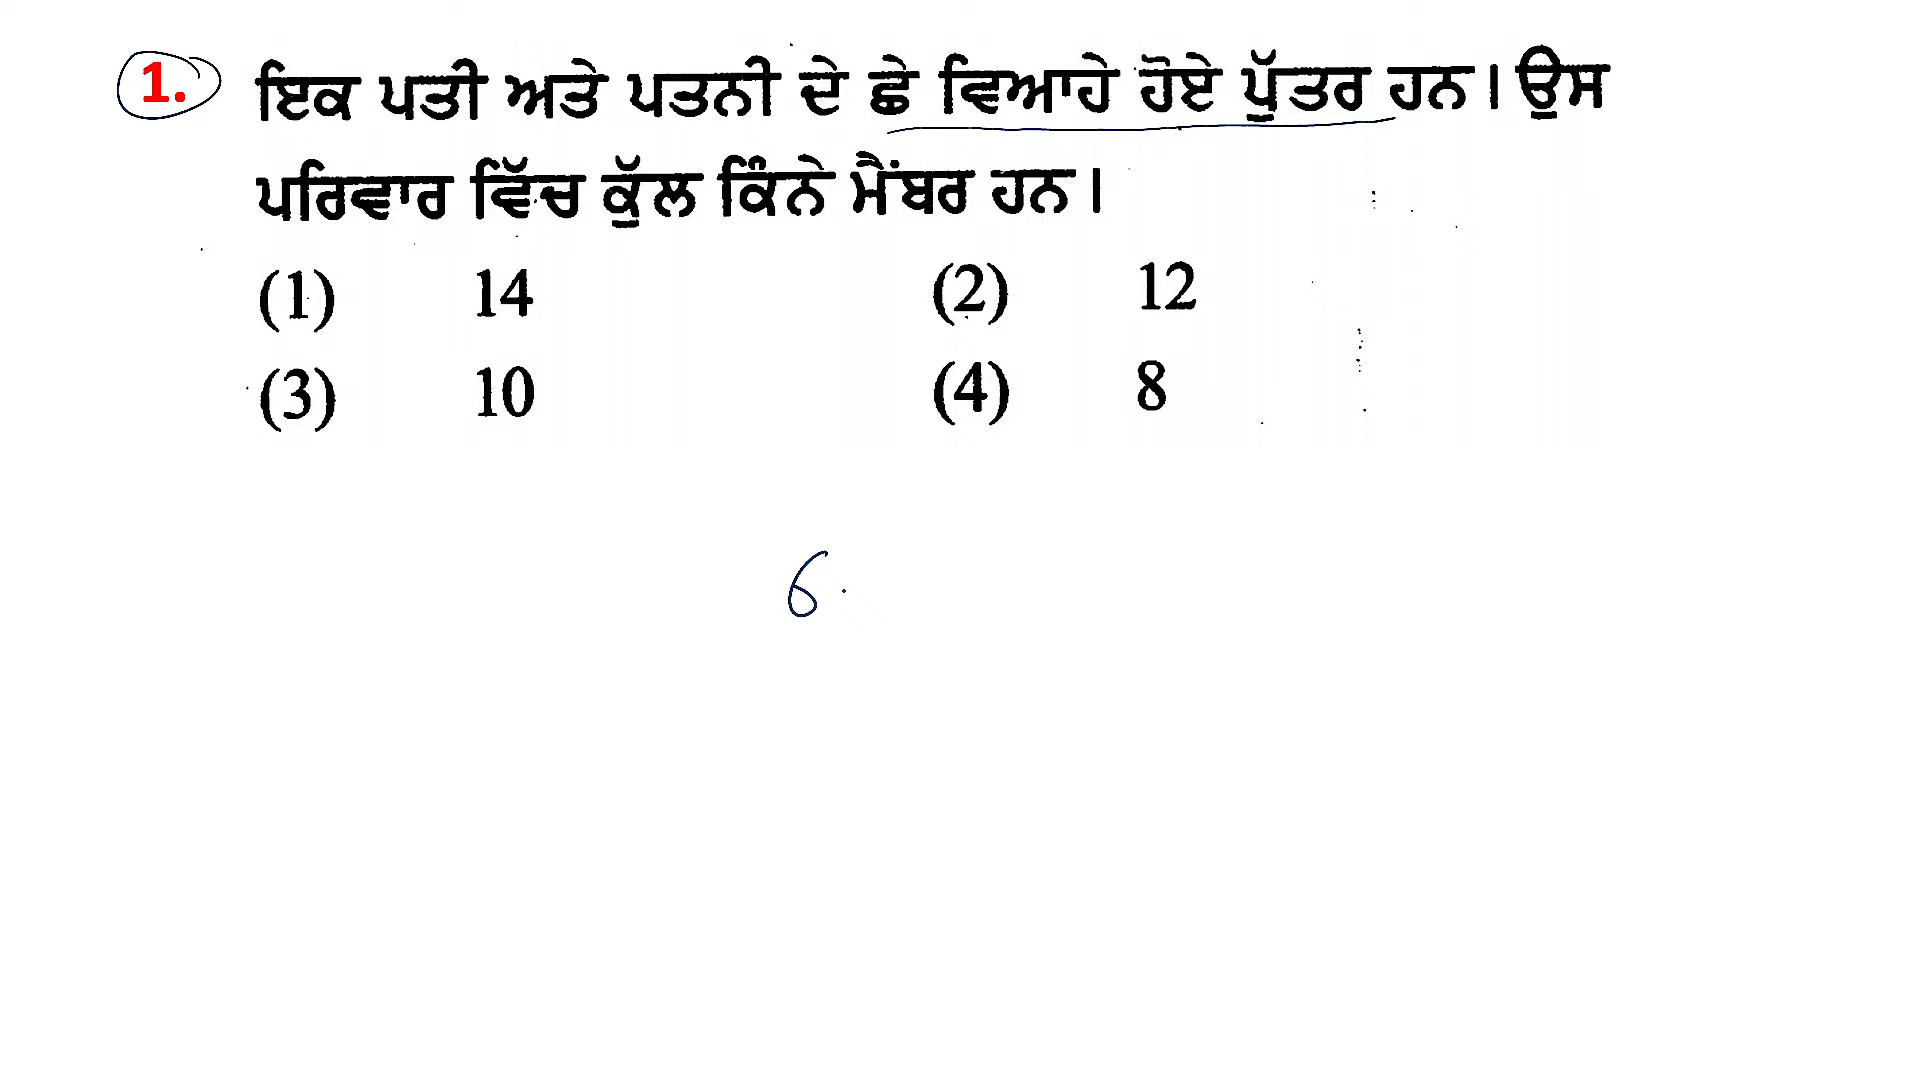 1. ਇਕ ਪਤੀ ਅਤੇ ਪਤਨੀ ਦੇ ਛੇ ਵਿਆਹੇ ਹੋਏ ਪੁੱਤਰ ਹਨ। ਉਸ
ਪਰਿਵਾਰ ਵਿੱਚ ਕੁੱਲ ਕਿੰਨੇ ਮੈਂਬਰ ਹਨ।
(1) 14 (2) 12
(3) 10 (4) 8
6